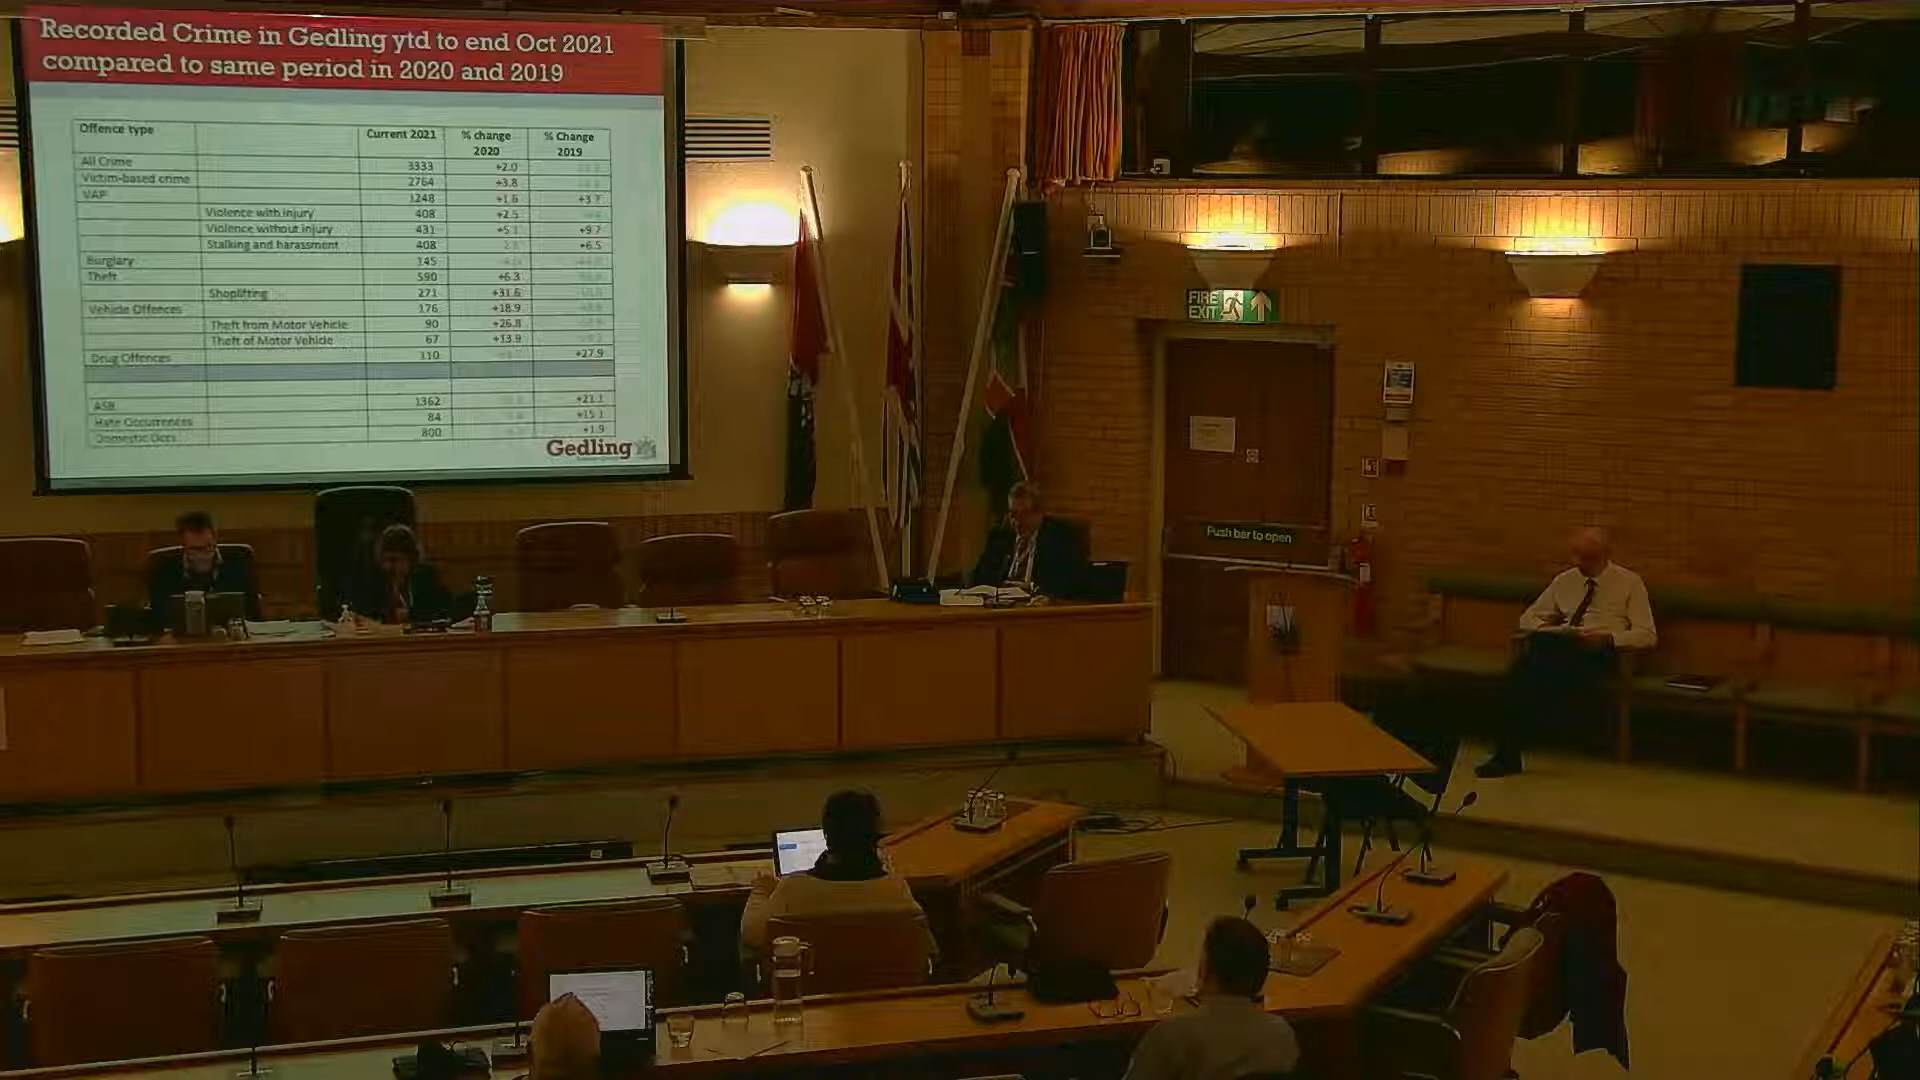 Recorded Crime in Gedling ytd to end Oct 2021
compared to same period in 2020 and 2019
Offence type Current 2021 % change 2020 % Change 2019
All Crime 3333 +2.0
Victim-based crime 2764 +3.8
VAP 1248 +1.6 +3.7
Violence with injury 408 +2.5
Violence without injury 431 +5.1 +9.7
Stalking and harassment 408 +6.5
Burglary 145
Theft 590 +6.3
Shoplifting 271 +31.6
Vehicle Offences 176 +18.9
Theft from Motor Vehicle 90 +26.8
Theft of Motor Vehicle 67 +13.9
Drug Offences 110 +27.9
ASB 1362 +21.1
Hate Occurrences 84 +15.1
Domestic Occs 800 +1.9
Gedling
FIRE
EXIT
Push bar to open